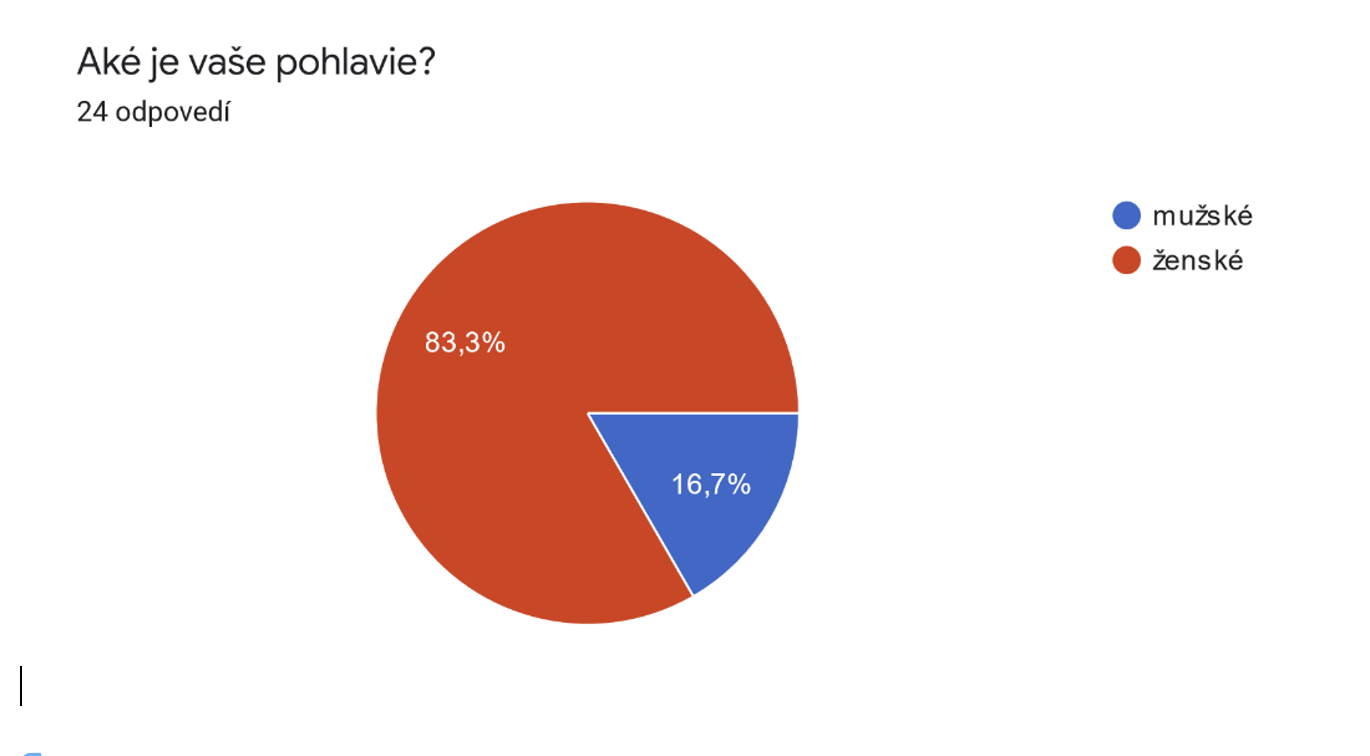 Aké je vaše pohlavie?
24 odpovedí
mužské
ženské
83,3%
16,7%